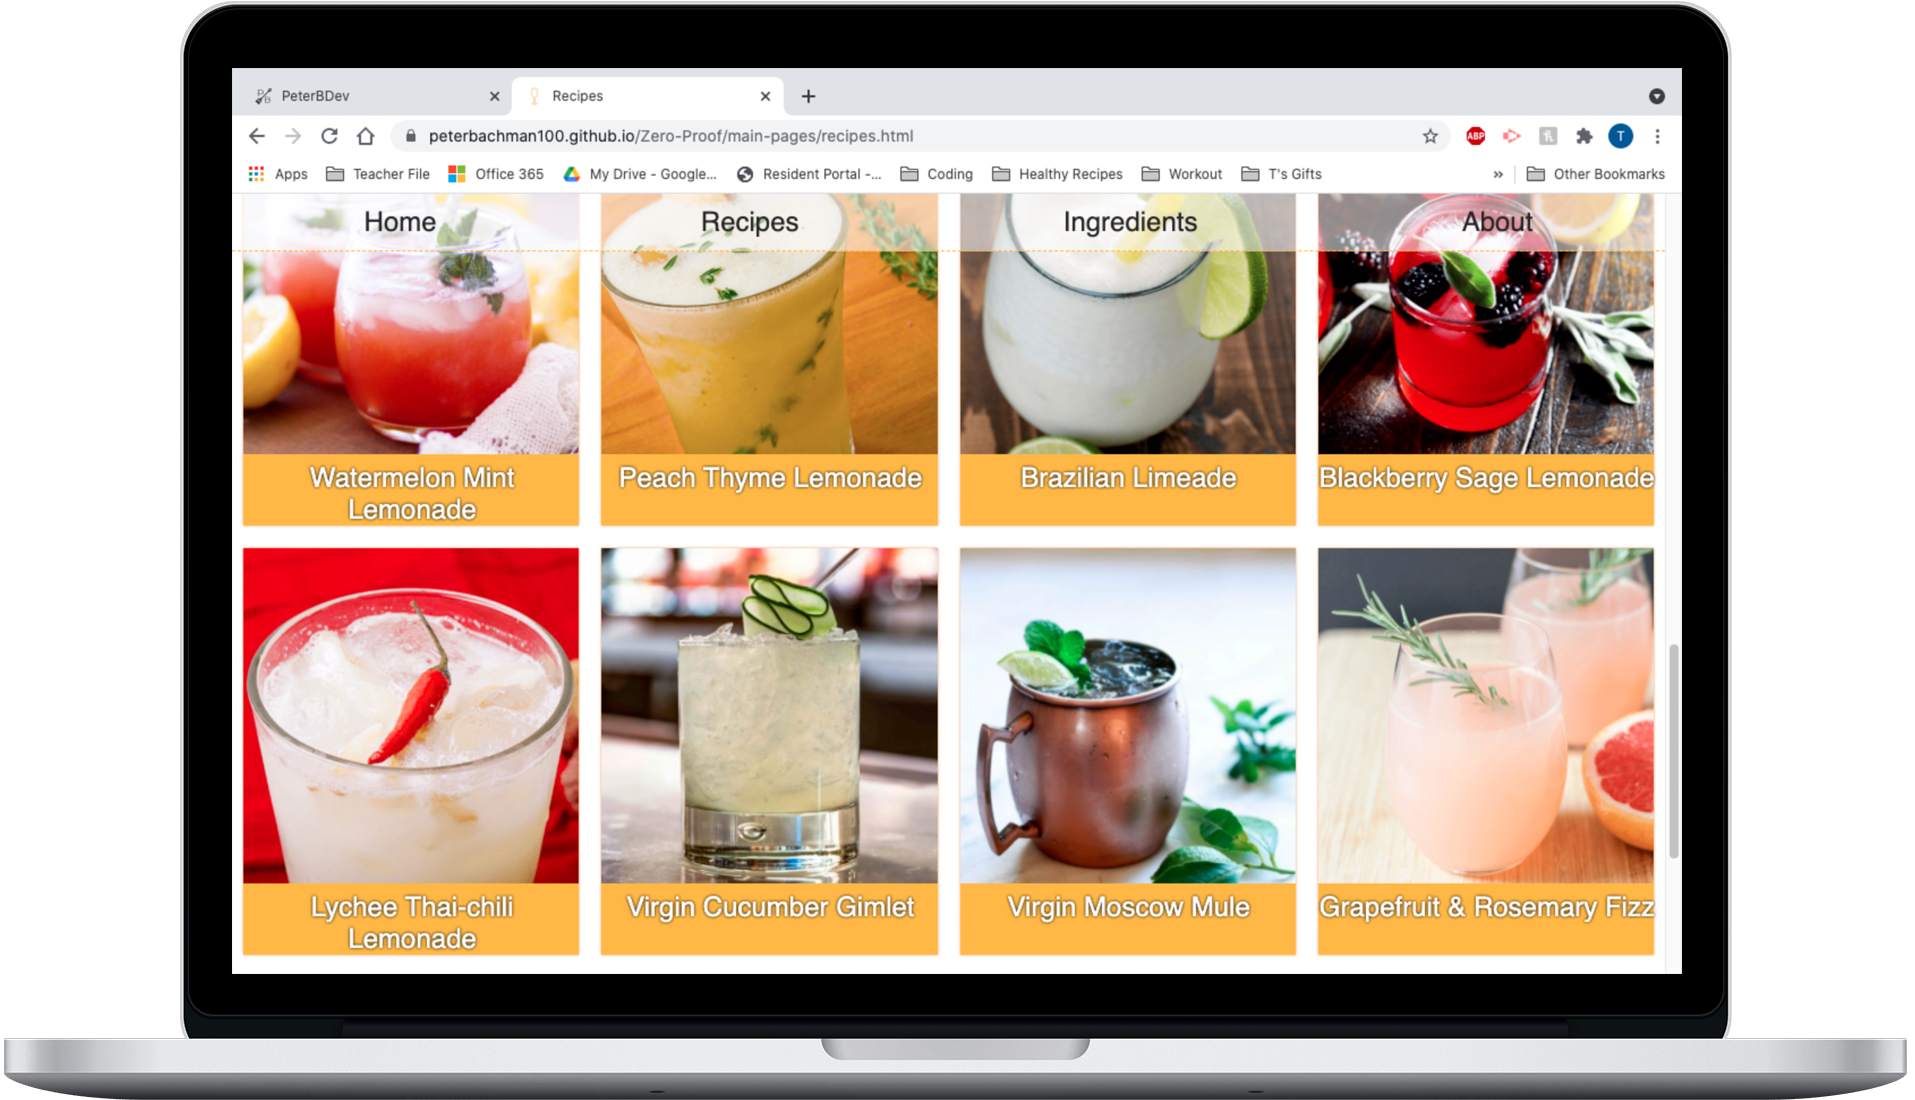 PeterBDev
Recipes
peterbachman100.github.io/Zero-Proof/main-pages/recipes.html
ABP
T
Apps
Teacher File
Office 365
My Drive - Google...
Resident Portal -...
Coding
Healthy Recipes
Workout
T's Gifts
»
Other Bookmarks
Home
Recipes
Ingredients
About
Watermelon Mint
Lemonade
Peach Thyme Lemonade
Brazilian Limeade
Blackberry Sage Lemonade
Lychee Thai-chili
Lemonade
Virgin Cucumber Gimlet
Virgin Moscow Mule
Grapefruit & Rosemary Fizz